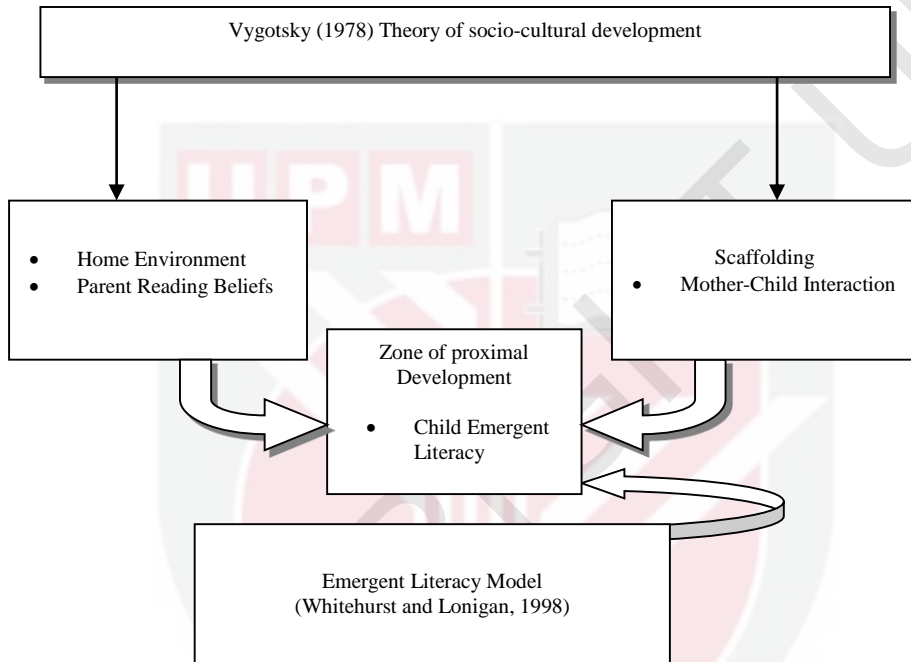 Vygotsky (1978) Theory of socio-cultural development
UPM
• Home Environment
• Parent Reading Beliefs
Scaffolding
• Mother-Child Interaction
Zone of proximal
Development
• Child Emergent
Literacy
Emergent Literacy Model
(Whitehurst and Lonigan, 1998)